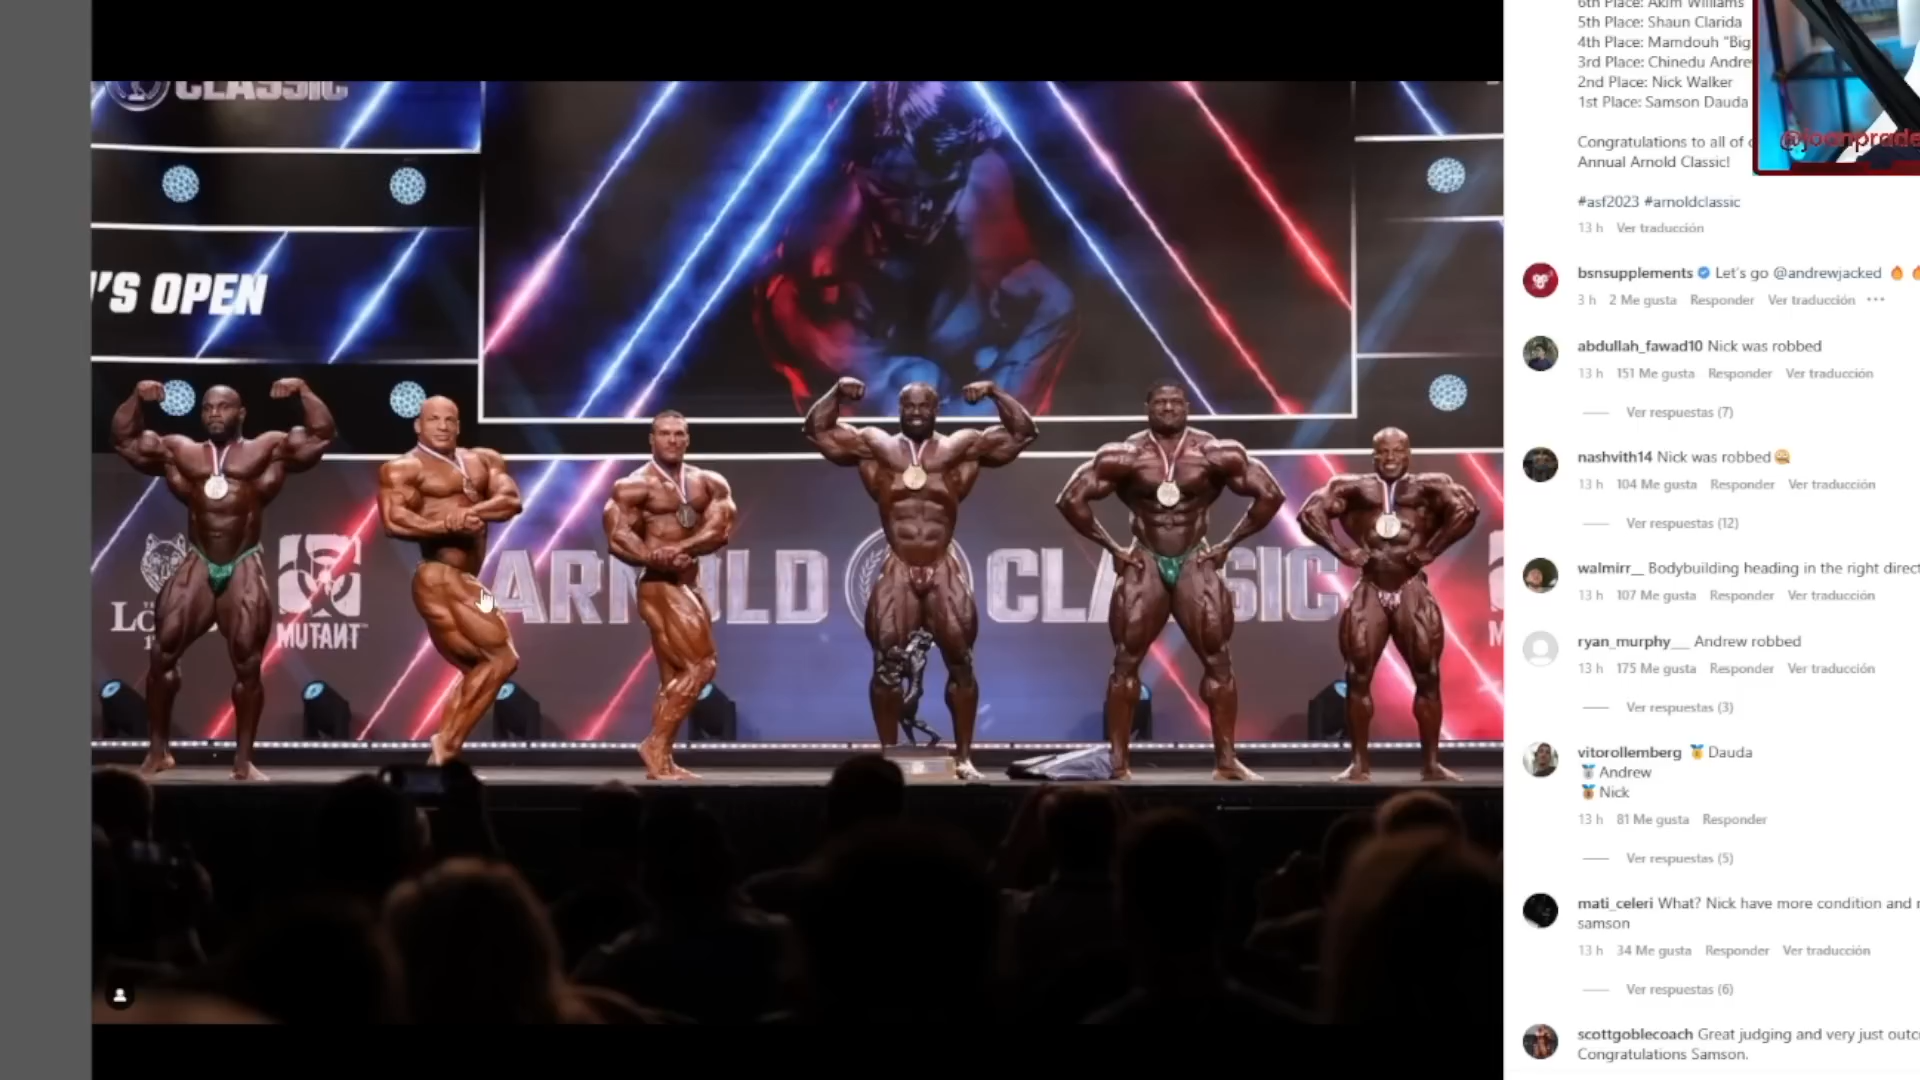 CLASSIC
'S OPEN
MUTANT
ARNOLD CLASSIC
6th Place: Akim Williams
5th Place: Shaun Clarida
4th Place: Mamdouh "Big
3rd Place: Chinedu Andre
2nd Place: Nick Walker
1st Place: Samson Dauda
@joanprade
Congratulations to all of
Annual Arnold Classic!
#asf2023 #arnoldclassic
13 h Ver traducción
bsnsupplements Let's go @andrewjacked 🔥
3 h 2 Me gusta Responder Ver traducción •••
abdullah_fawad10 Nick was robbed
13 h 151 Me gusta Responder Ver traducción
Ver respuestas (7)
nashvith14 Nick was robbed
13 h 104 Me gusta Responder Ver traducción
Ver respuestas (12)
walmirr__ Bodybuilding heading in the right direct
13 h 107 Me gusta Responder Ver traducción
ryan_murphy___ Andrew robbed
13 h 175 Me gusta Responder Ver traducción
Ver respuestas (3)
vitorollemberg 🥇Dauda
🥈Andrew
🥉Nick
13 h 81 Me gusta Responder
Ver respuestas (5)
mati_celeri What? Nick have more condition and
samson
13 h 34 Me gusta Responder Ver traducción
Ver respuestas (6)
scottgoblecoach Great judging and very just outc
Congratulations Samson.